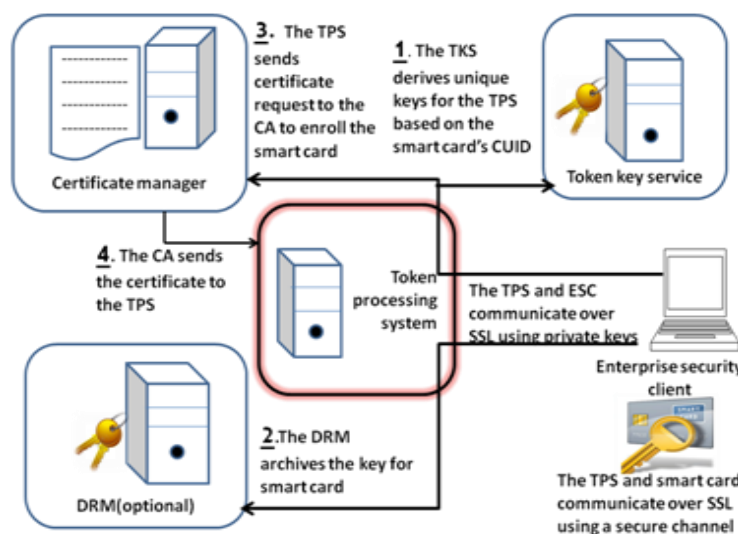 3. The TPS
sends
certificate
request to the
CA to enroll the
smart card
1. The TKS
derives unique
keys for the TPS
based on the
smart card's CUID
Certificate manager
Token key service
4. The CA sends
the certificate to
the TPS
Token
processing
system
The TPS and ESC
communicate over
SSL using private keys
Enterprise security
client
2.The DRM
archives the key for
smart card
DRM(optional)
SMART
The TPS and smart card
communicate over SSL
using a secure channel